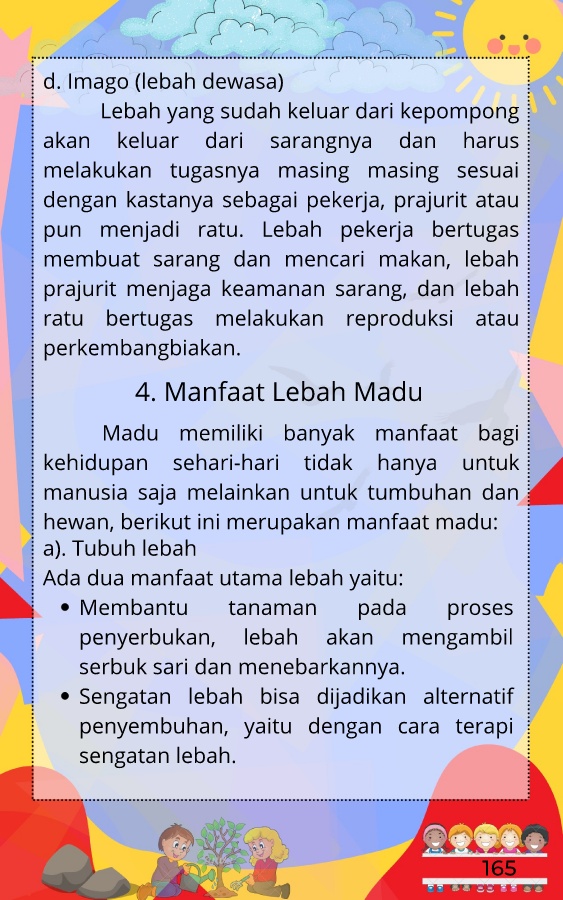 d. Imago (lebah dewasa)
Lebah yang sudah keluar dari kepompong
akan keluar dari sarangnya dan harus
melakukan tugasnya masing masing sesuai
dengan kastanya sebagai pekerja, prajurit atau
pun menjadi ratu. Lebah pekerja bertugas
membuat sarang dan mencari makan, lebah
prajurit menjaga keamanan sarang, dan lebah
ratu bertugas melakukan reproduksi atau
perkembangbiakan.
4. Manfaat Lebah Madu
Madu memiliki banyak manfaat bagi
kehidupan sehari-hari tidak hanya untuk
manusia saja melainkan untuk tumbuhan dan
hewan, berikut ini merupakan manfaat madu:
a). Tubuh lebah
Ada dua manfaat utama lebah yaitu:
• Membantu tanaman pada proses
penyerbukan, lebah akan mengambil
serbuk sari dan menebarkannya.
• Sengatan lebah bisa dijadikan alternatif
penyembuhan, yaitu dengan cara terapi
sengatan lebah.
165